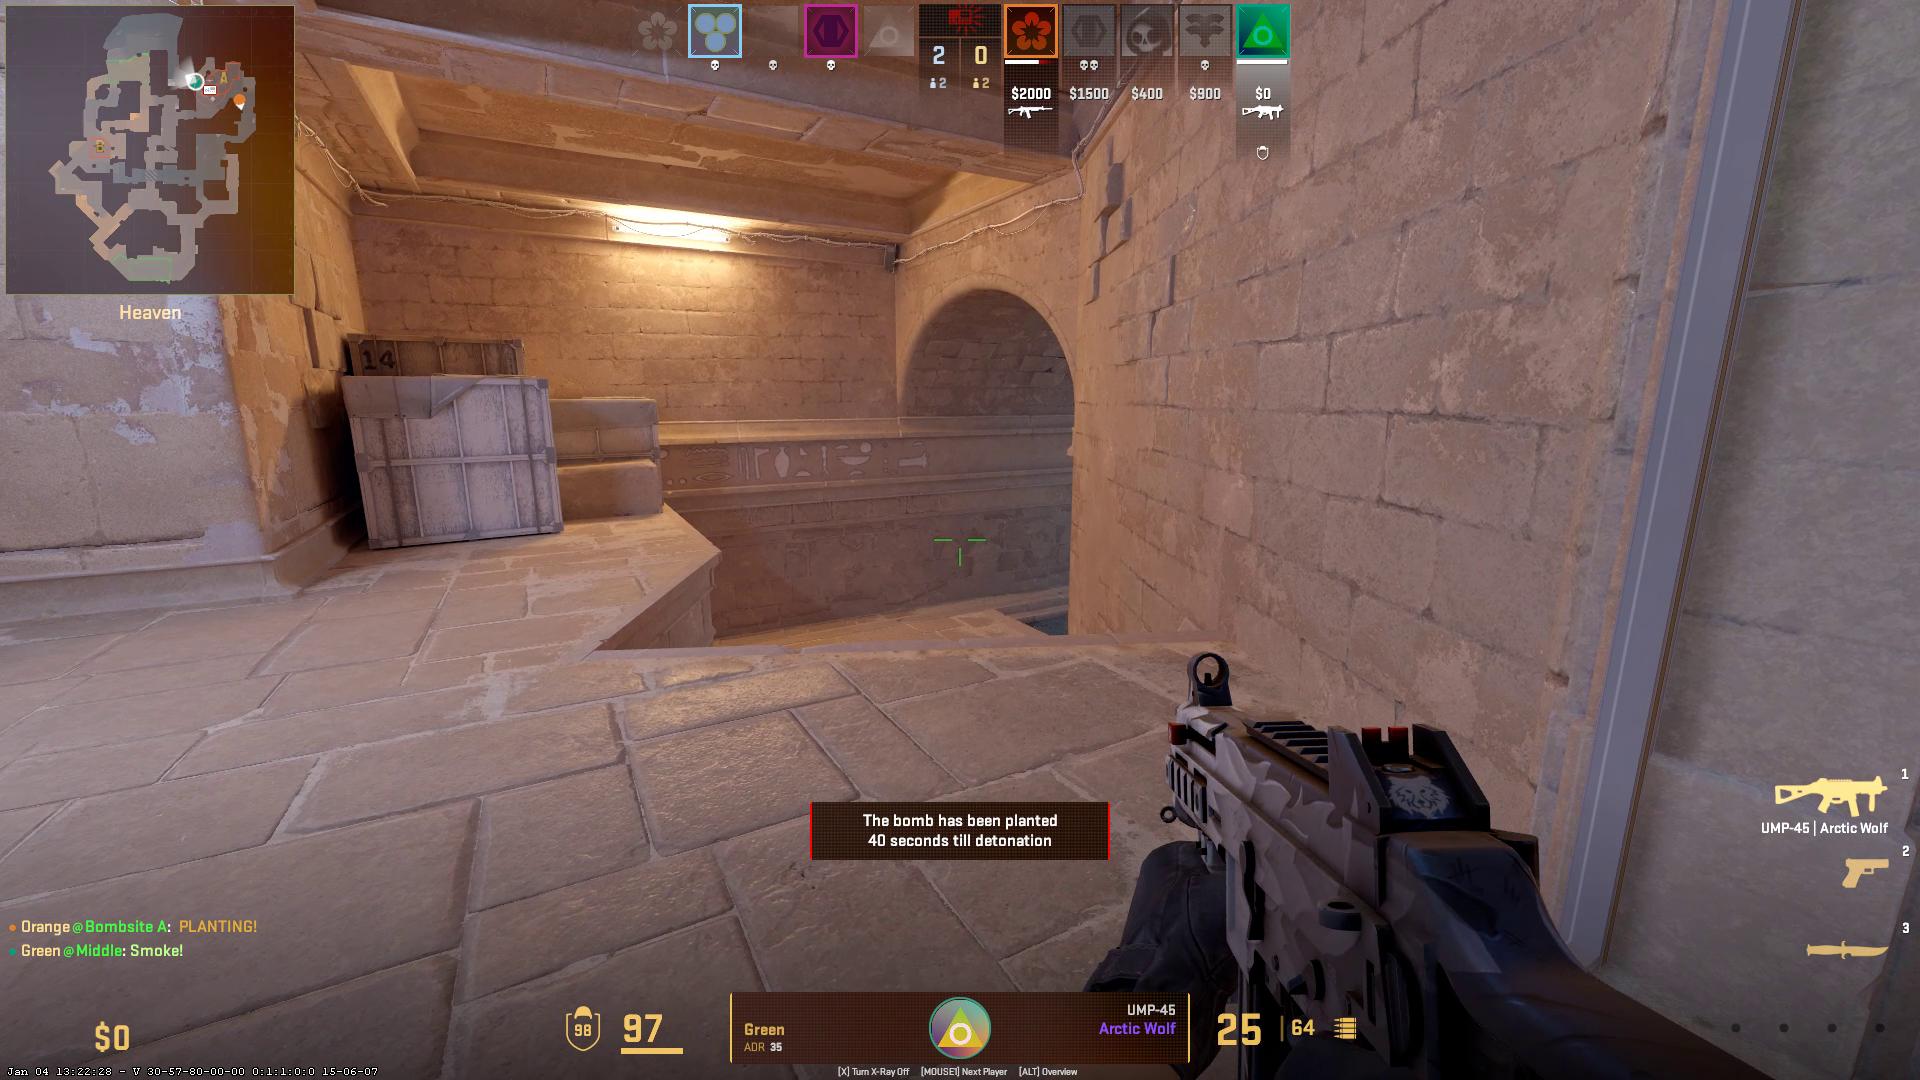 A
B
Heaven
2
0
2
2
$2000
$1500
$400
$900
$0
14
The bomb has been planted
40 seconds till detonation
1
UMP-45 | Arctic Wolf
2
3
Orange@Bombsite A: PLANTING!
Green@Middle: Smoke!
$0
98
97
Green
ADR 35
UMP-45
Arctic Wolf
25 | 64
[X] Turn X-Ray Off [MOUSE1] Next Player [ALT] Overview
Jan 04 13:22:28 - V 30-57-80-00-00 0:1:1:0:0 15-06-07